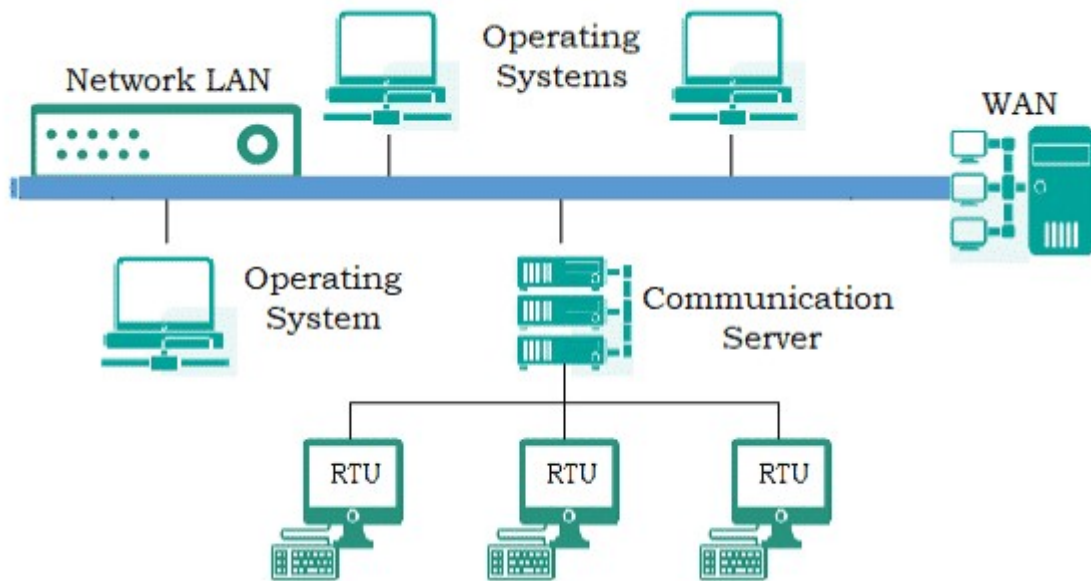 Operating
Systems
Network LAN
WAN
Operating
System
Communication
Server
RTU
RTU
RTU